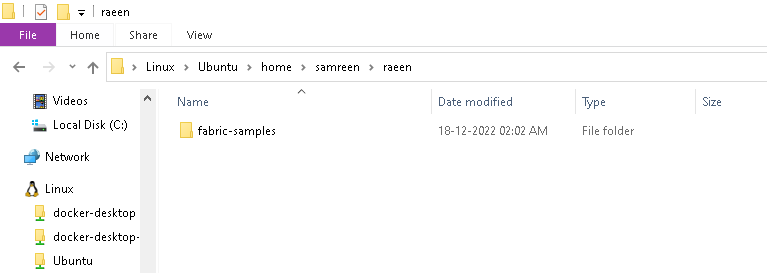 raeen
File Home Share View
Linux Ubuntu home samreen raeen
Name Date modified Type Size
Videos
fabric-samples 18-12-2022 02:02 AM File folder
Local Disk (C:)
Network
Linux
docker-desktop
docker-desktop-
Ubuntu